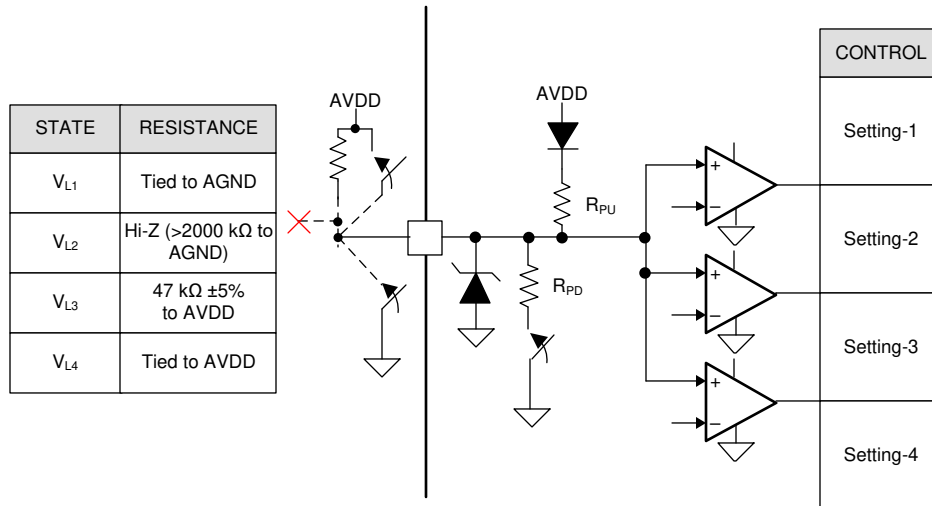 CONTROL
AVDD
AVDD
STATE RESISTANCE
Setting-1
VL1 Tied to AGND
RPU
VL2 Hi-Z (>2000 kΩ to
AGND)
Setting-2
RPD
VL3 47 kΩ ±5%
to AVDD
Setting-3
VL4 Tied to AVDD
Setting-4
+
−
+
−
+
−